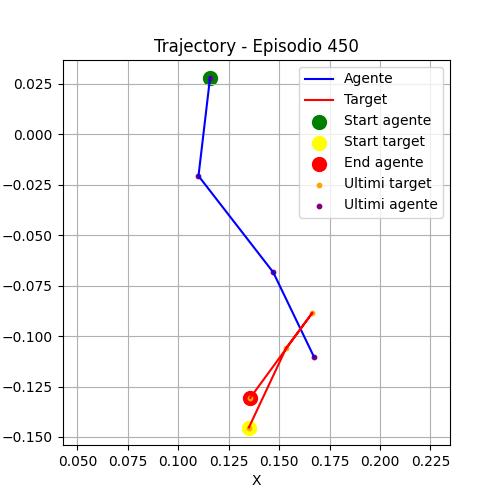 Trajectory - Episodio 450
Agente
Target
Start agente
Start target
End agente
Ultimi target
Ultimi agente
0.025
0.000
−0.025
−0.050
−0.075
−0.100
−0.125
−0.150
0.050 0.075 0.100 0.125 0.150 0.175 0.200 0.225
X